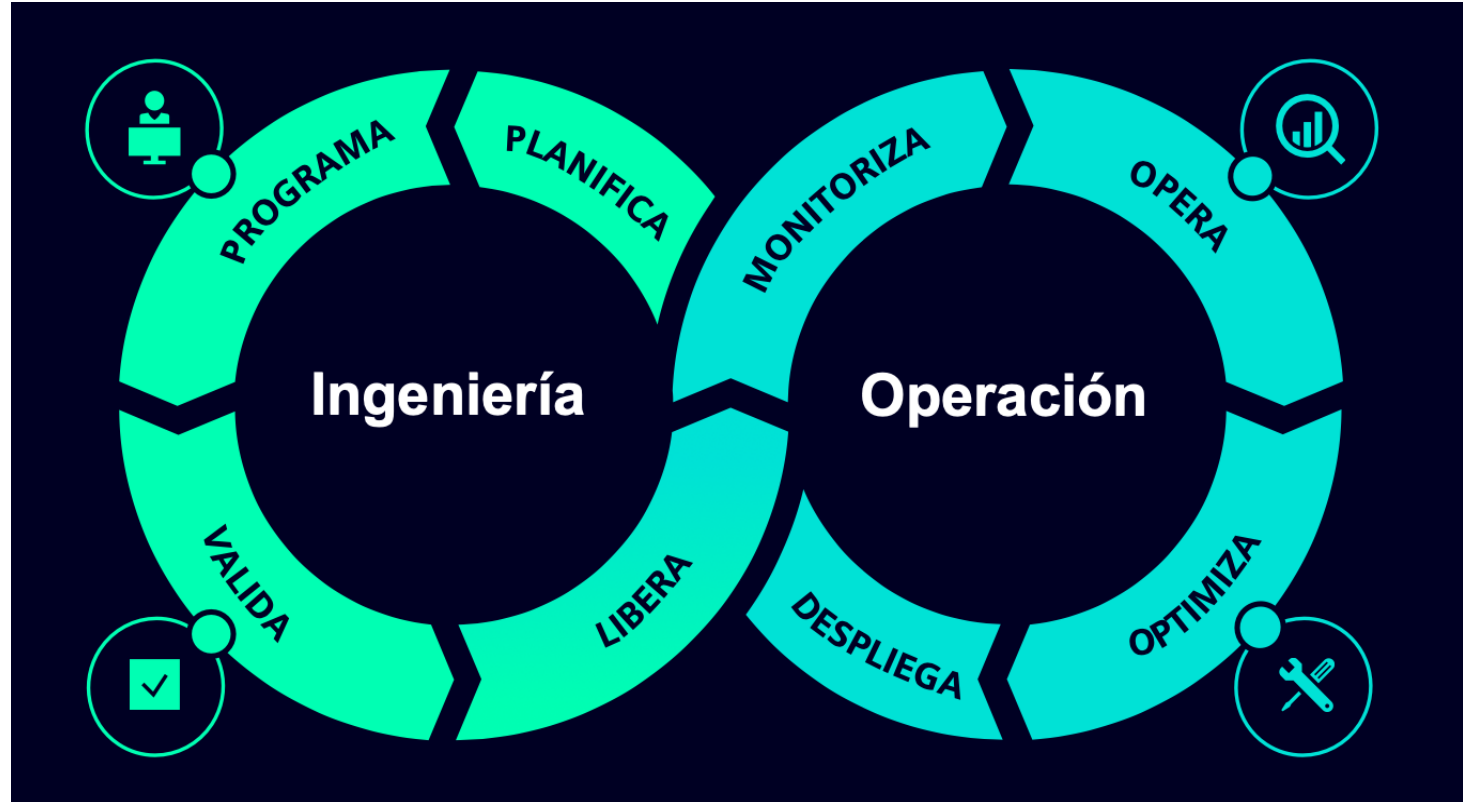 PROGRAMA
PLANIFICA
MONITORIZA
OPERA
Ingeniería
Operación
VALIDA
LIBERA
DESPLIEGA
OPTIMIZA